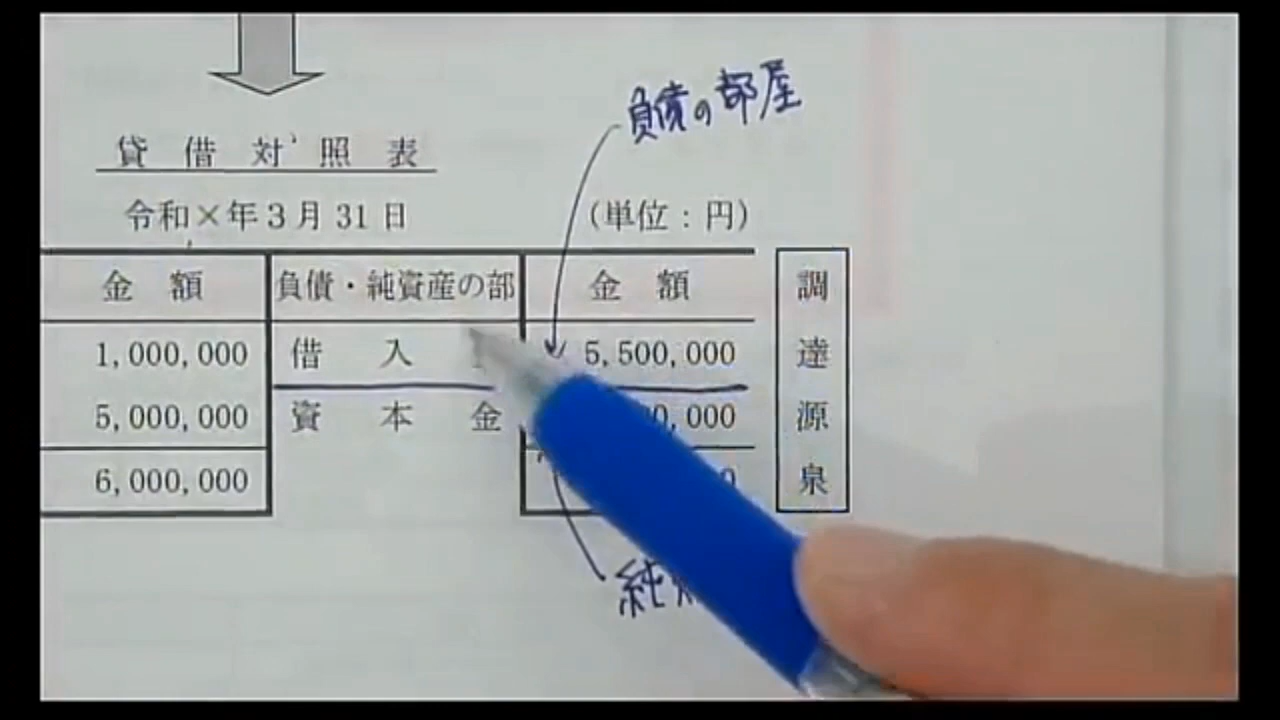 負債の部屋
貸借対照表
令和×年3月31日
(単位：円)
金額 負債・純資産の部 金額
1,000,000 借入 5,500,000
5,000,000 資本金
6,000,000
調達源泉
純